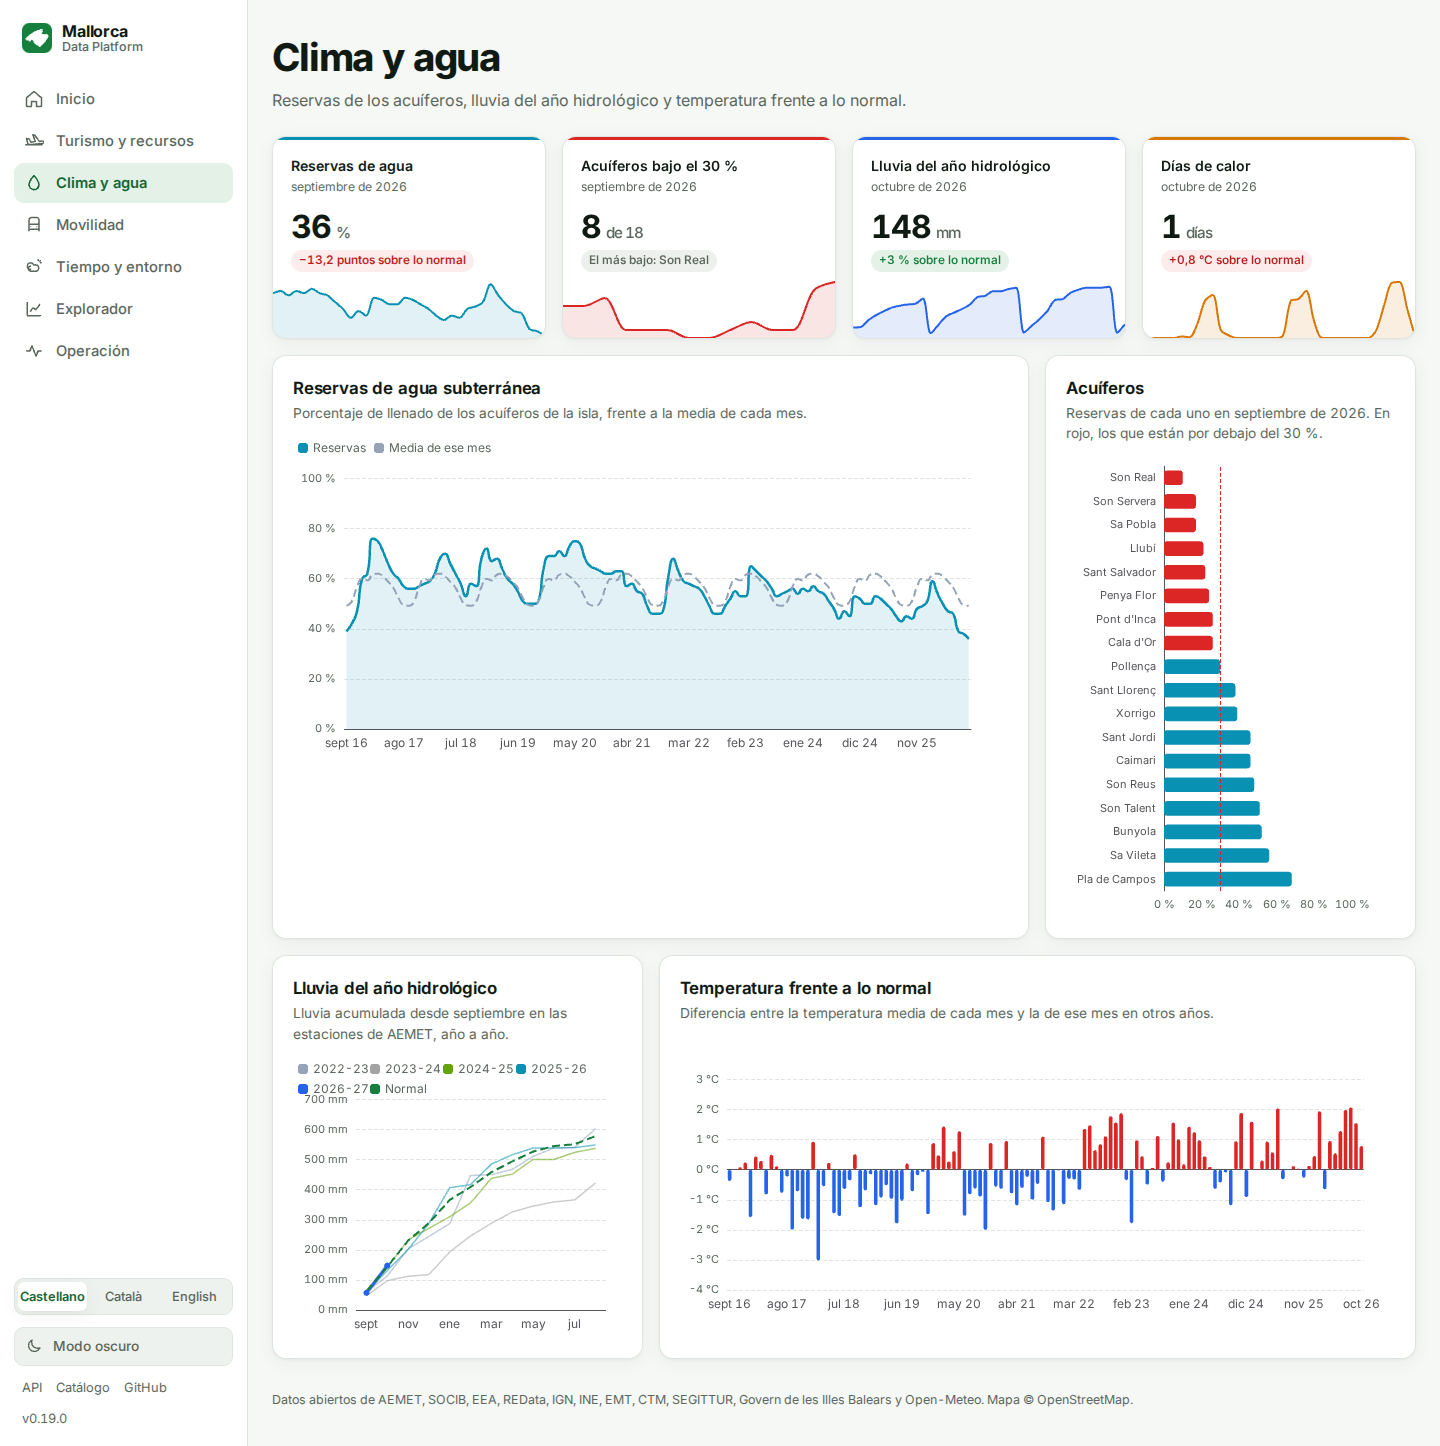 Mallorca
Data Platform
Inicio
Turismo y recursos
Clima y agua
Movilidad
Tiempo y entorno
Explorador
Operación
Castellano Català English
Modo oscuro
API Catálogo GitHub
v0.19.0
Clima y agua
Reservas de los acuíferos, lluvia del año hidrológico y temperatura frente a lo normal.
Reservas de agua
septiembre de 2026
36 %
−13,2 puntos sobre lo normal
Acuíferos bajo el 30 %
septiembre de 2026
8 de 18
El más bajo: Son Real
Lluvia del año hidrológico
octubre de 2026
148 mm
+3 % sobre lo normal
Días de calor
octubre de 2026
1 días
+0,8 °C sobre lo normal
Reservas de agua subterránea
Porcentaje de llenado de los acuíferos de la isla, frente a la media de cada mes.
Reservas Media de ese mes
100 %
80 %
60 %
40 %
20 %
0 %
sept 16 ago 17 jul 18 jun 19 may 20 abr 21 mar 22 feb 23 ene 24 dic 24 nov 25
Acuíferos
Reservas de cada uno en septiembre de 2026. En
rojo, los que están por debajo del 30 %.
Son Real
Son Servera
Sa Pobla
Llubí
Sant Salvador
Penya Flor
Pont d'Inca
Cala d'Or
Pollença
Sant Llorenç
Xorrigo
Sant Jordi
Caimari
Son Reus
Son Talent
Bunyola
Sa Vileta
Pla de Campos
0 % 20 % 40 % 60 % 80 % 100 %
Lluvia del año hidrológico
Lluvia acumulada desde septiembre en las
estaciones de AEMET, año a año.
2022-23 2023-24 2024-25 2025-26
2026-27 Normal
700 mm
600 mm
500 mm
400 mm
300 mm
200 mm
100 mm
0 mm
sept nov ene mar may jul
Temperatura frente a lo normal
Diferencia entre la temperatura media de cada mes y la de ese mes en otros años.
3 °C
2 °C
1 °C
0 °C
-1 °C
-2 °C
-3 °C
-4 °C
sept 16 ago 17 jul 18 jun 19 may 20 abr 21 mar 22 feb 23 ene 24 dic 24 nov 25 oct 26
Datos abiertos de AEMET, SOCIB, EEA, REData, IGN, INE, EMT, CTM, SEGITTUR, Govern de les Illes Balears y Open-Meteo. Mapa © OpenStreetMap.